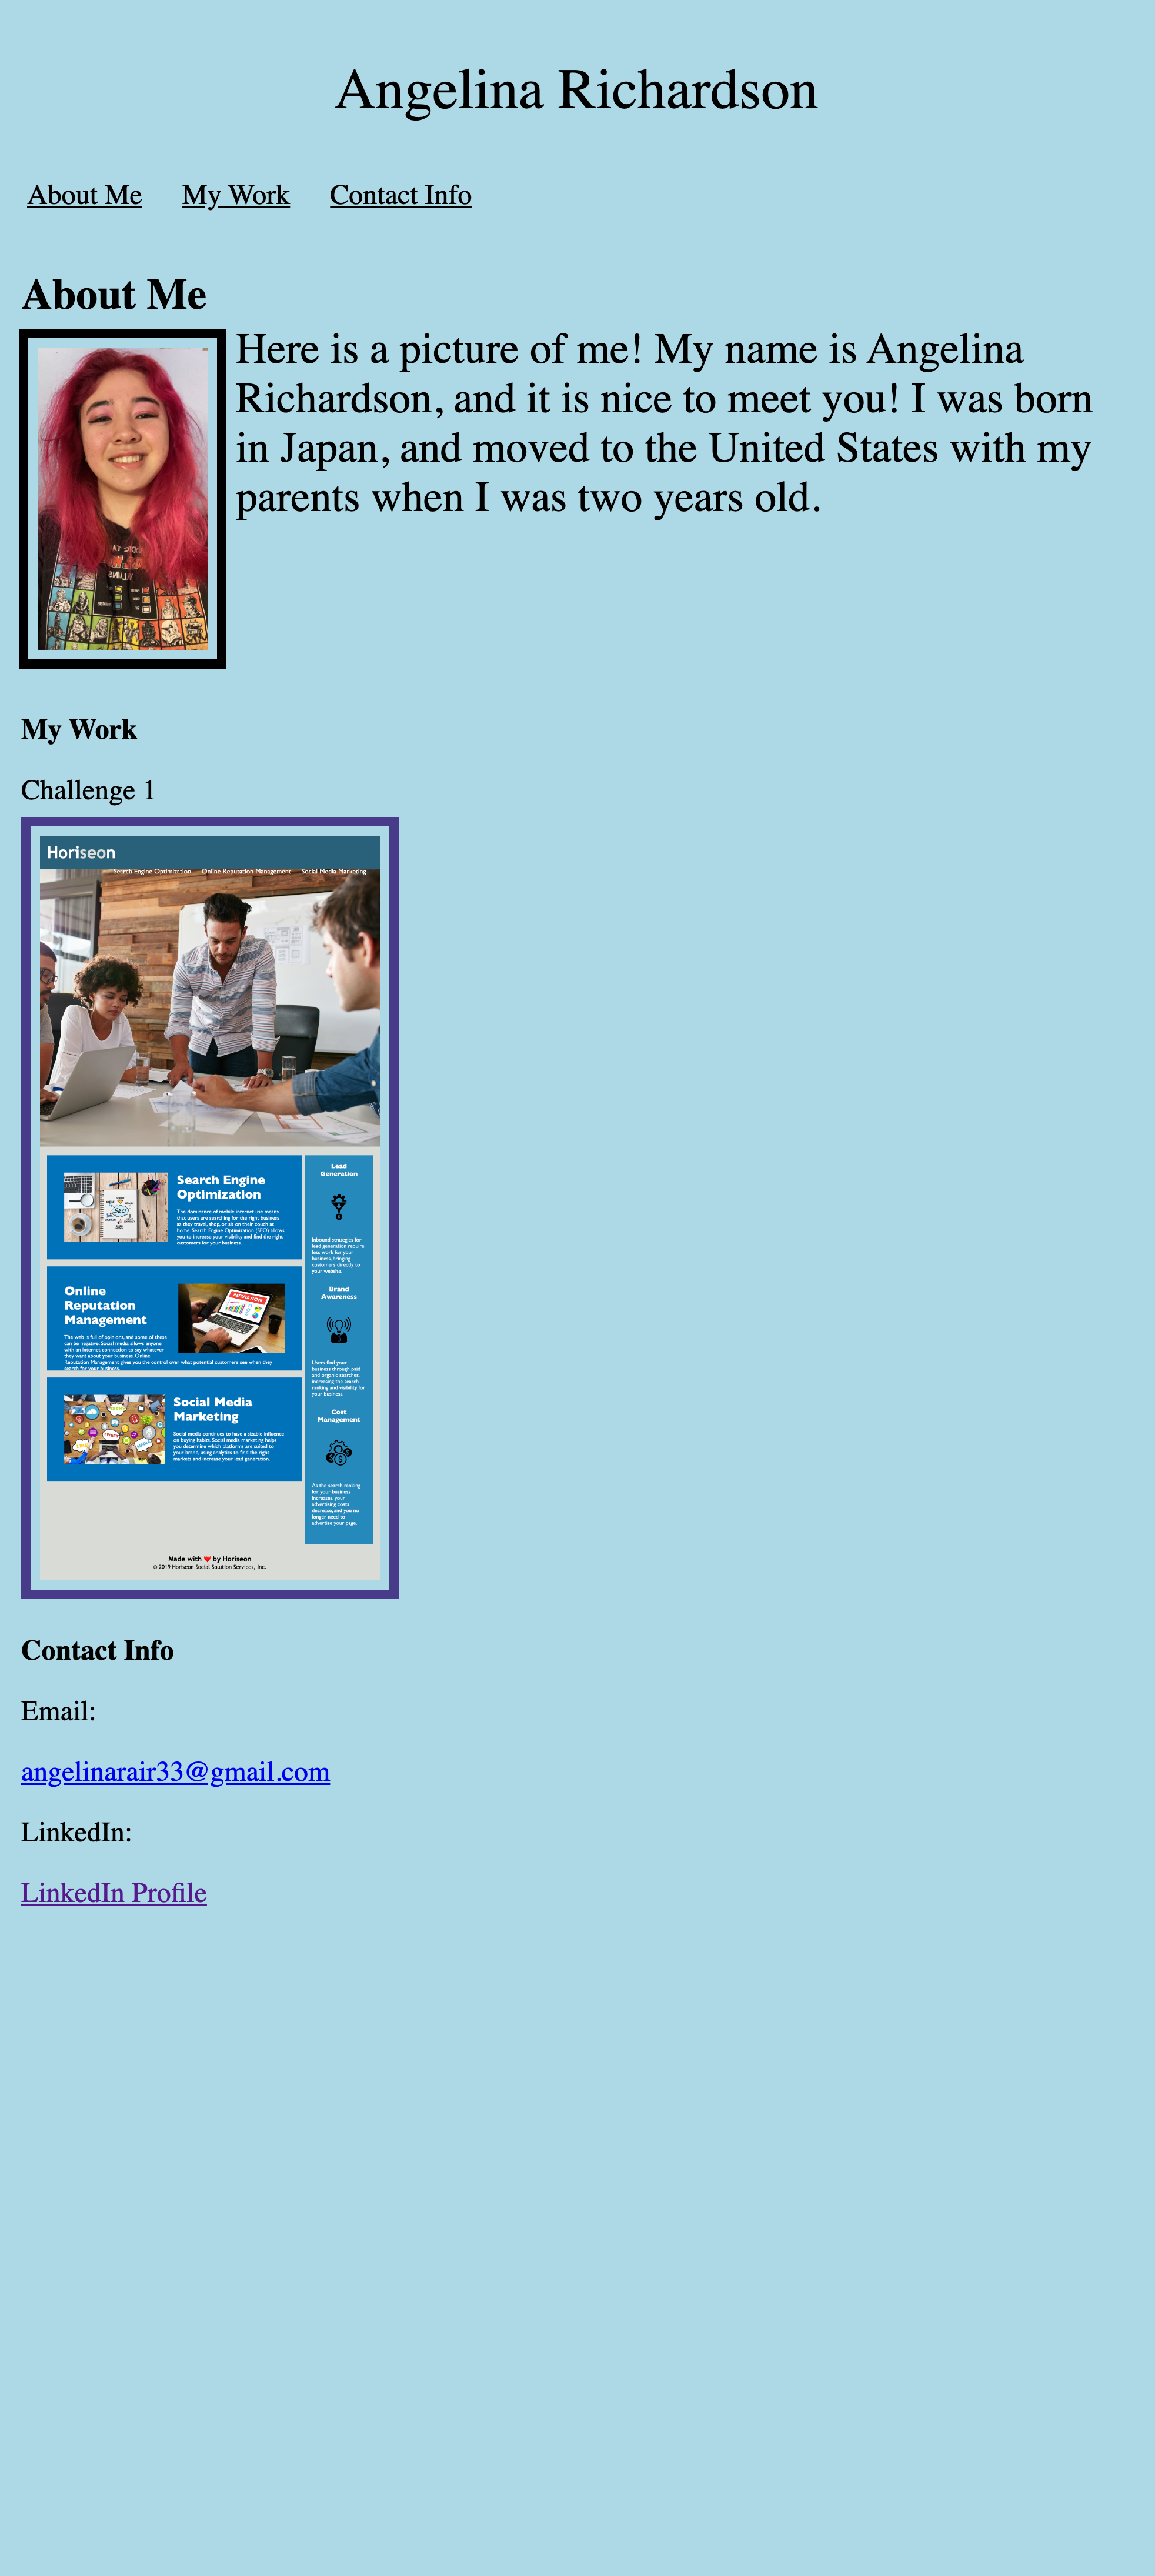 Angelina Richardson
About Me
My Work
Contact Info
About Me
Here is a picture of me! My name is Angelina
Richardson, and it is nice to meet you! I was born
in Japan, and moved to the United States with my
parents when I was two years old.
My Work
Challenge 1
Horiseon
Search Engine Optimization
Online Reputation Management
Social Media Marketing
Search Engine
Optimization
The dominance of mobile internet use means
that users are searching for the right business
as they travel, shop, or sit on their couch at
home. Search Engine Optimization (SEO) allows
you to increase your visibility and find the right
customers for your business.
SEO
Online
Reputation
Management
The web is full of opinions, and some of these
can be negative. Social media allows anyone
with an internet connection to say whatever
they want about your business. Online
Reputation Management gives you the control over what potential customers see when they
search for your business.
REPUTATION
Social Media
Marketing
Social media continues to have a sizable influence
on buying habits. Social media marketing helps
you determine which platforms are suited to
your brand, using analytics to find the right
markets and increase your lead generation.
Lead
Generation
Inbound strategies for
lead generation require
less work for your
business, bringing
customers directly to
your website.
Brand
Awareness
Users find your
business through paid
and organic searches,
increasing the search
ranking and visibility for
your business.
Cost
Management
As the search ranking
for your business
increases, your
advertising costs
decrease, and you no
longer need to
advertise your page.
Made with ❤️ by Horiseon
© 2019 Horiseon Social Solution Services, Inc.
Contact Info
Email:
angelinarair33@gmail.com
LinkedIn:
LinkedIn Profile